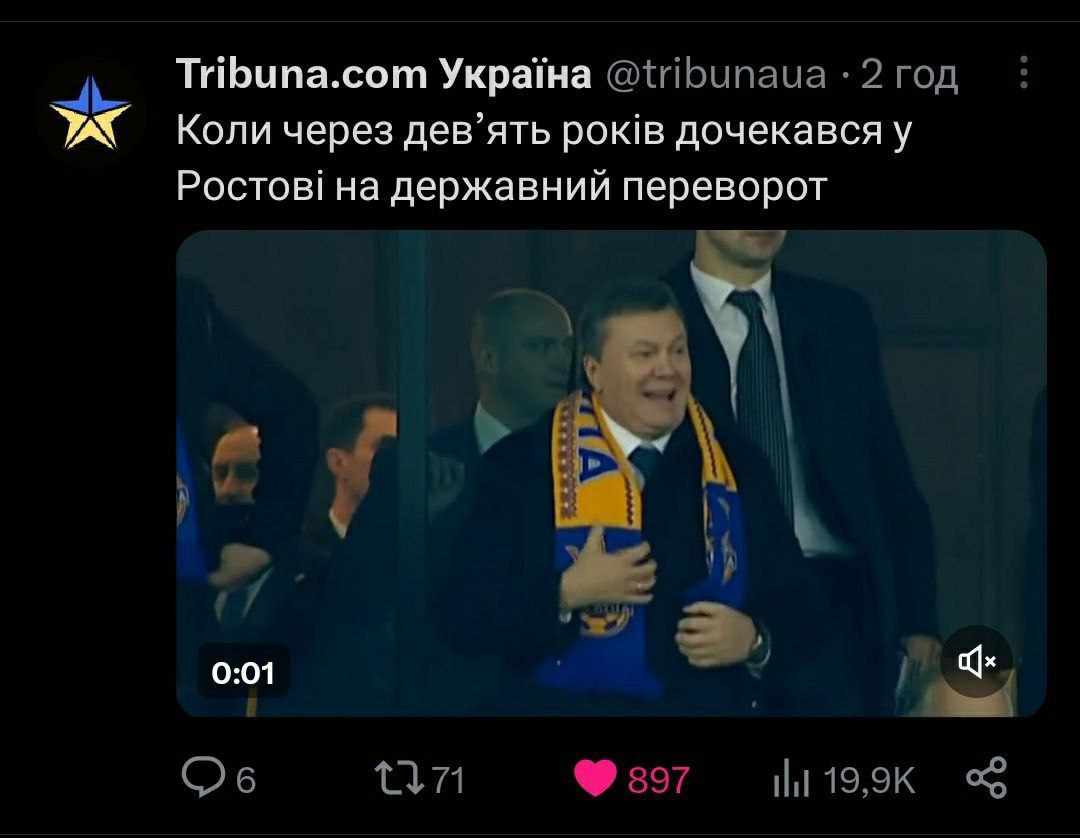 Tribuna.com Україна @tribunaua · 2 год
Коли через дев’ять років дочекався у
Ростові на державний переворот
0:01
6 71 897 19,9К